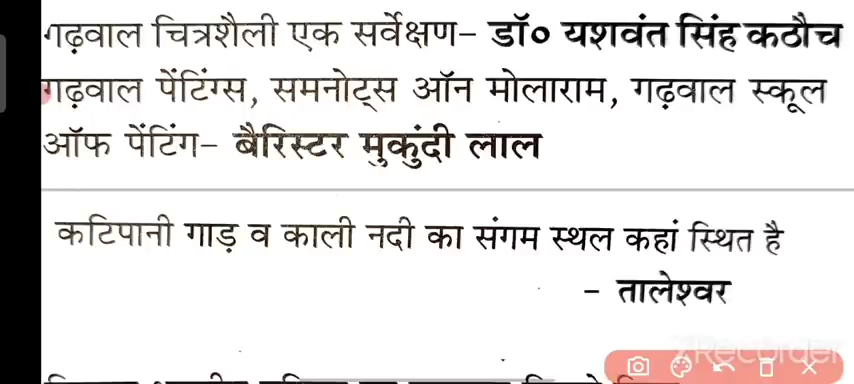 गढ़वाल चित्रशैली एक सर्वेक्षण– डॉ० यशवंत सिंह कठौच
गढ़वाल पेंटिंग्स, समनोट्स ऑन मोलाराम, गढ़वाल स्कूल
ऑफ पेंटिंग– बैरिस्टर मुकुंदी लाल
कटिपानी गाड़ व काली नदी का संगम स्थल कहां स्थित है
– तालेश्वर
XRecorder